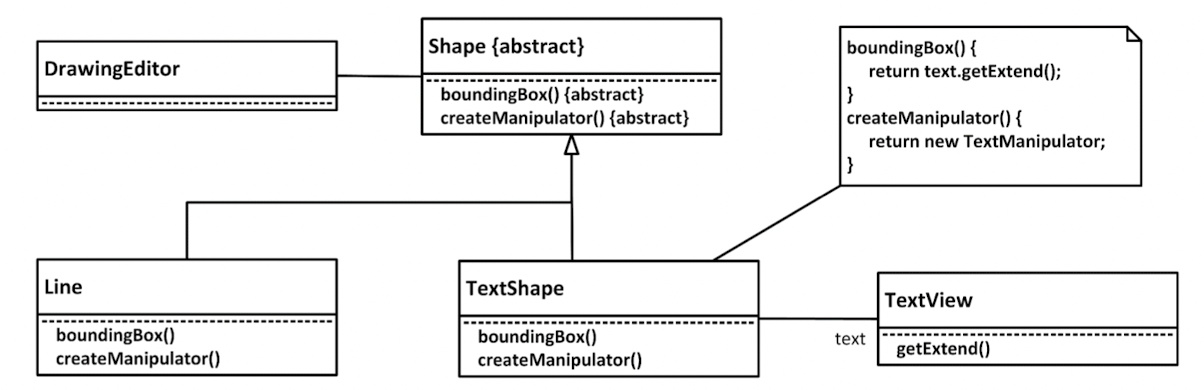 DrawingEditor
Shape {abstract}
boundingBox() {abstract}
createManipulator() {abstract}
boundingBox() {
return text.getExtend();
}
createManipulator() {
return new TextManipulator;
}
Line
boundingBox()
createManipulator()
TextShape
boundingBox()
createManipulator()
text
TextView
getExtend()